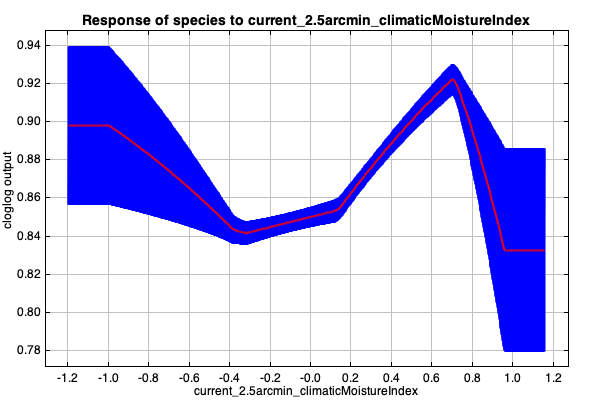 Response of species to current_2.5arcmin_climaticMoistureIndex
cloglog output
0.94
0.92
0.90
0.88
0.86
0.84
0.82
0.80
0.78
-1.2 -1.0 -0.8 -0.6 -0.4 -0.2 -0.0 0.2 0.4 0.6 0.8 1.0 1.2
current_2.5arcmin_climaticMoistureIndex